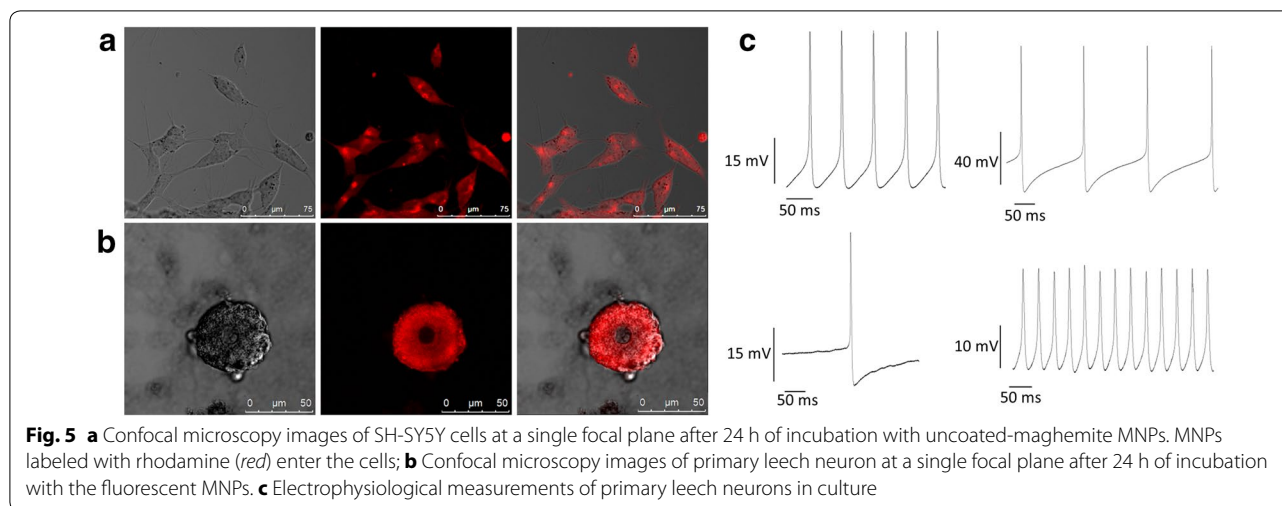 a
b
c
0 µm 75
0 µm 75
0 µm 75
0 µm 50
0 µm 50
0 µm 50
15 mV
50 ms
40 mV
50 ms
15 mV
50 ms
10 mV
50 ms
Fig. 5 a Confocal microscopy images of SH-SY5Y cells at a single focal plane after 24 h of incubation with uncoated-maghemite MNPs. MNPs
labeled with rhodamine (red) enter the cells; b Confocal microscopy images of primary leech neuron at a single focal plane after 24 h of incubation
with the fluorescent MNPs. c Electrophysiological measurements of primary leech neurons in culture